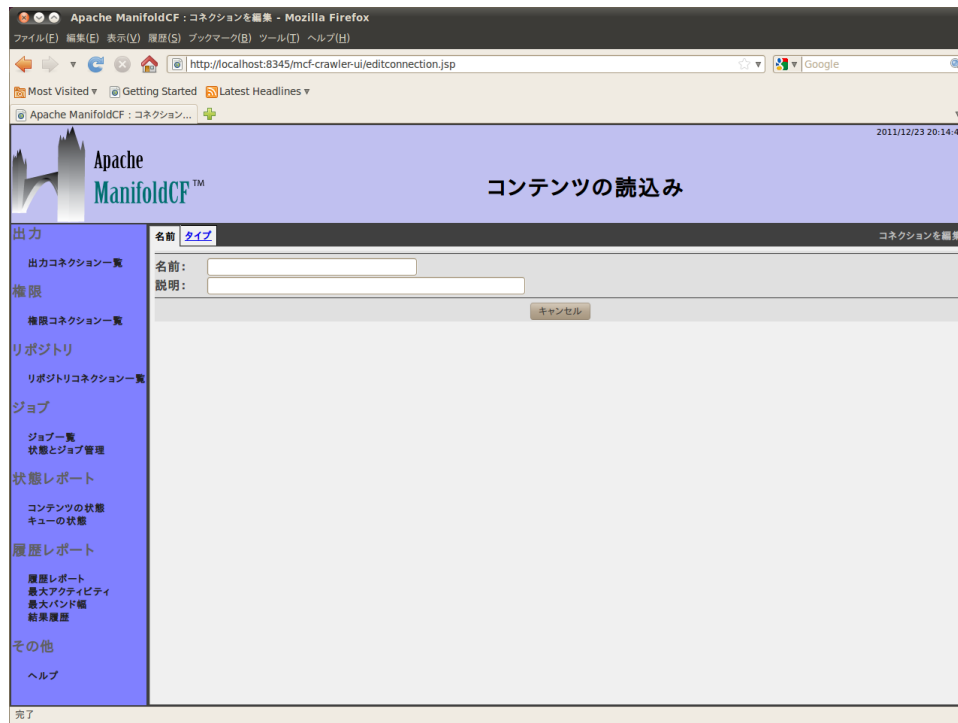 Apache ManifoldCF : コネクションを編集 - Mozilla Firefox
ファイル(F) 編集(E) 表示(V) 履歴(S) ブックマーク(B) ツール(T) ヘルプ(H)
http://localhost:8345/mcf-crawler-ui/editconnection.jsp
Google
Most Visited Getting Started Latest Headlines
Apache ManifoldCF : コネクション...
2011/12/23 20:14:4
Apache
ManifoldCF™
コンテンツの読込み
名前 タイプ
コネクションを編集
名前:
説明:
キャンセル
出力
出力コネクション一覧
権限
権限コネクション一覧
リポジトリ
リポジトリコネクション一覧
ジョブ
ジョブ一覧
状態とジョブ管理
状態レポート
コンテンツの状態
キューの状態
履歴レポート
履歴レポート
最大アクティビティ
最大バンド幅
結果履歴
その他
ヘルプ
完了